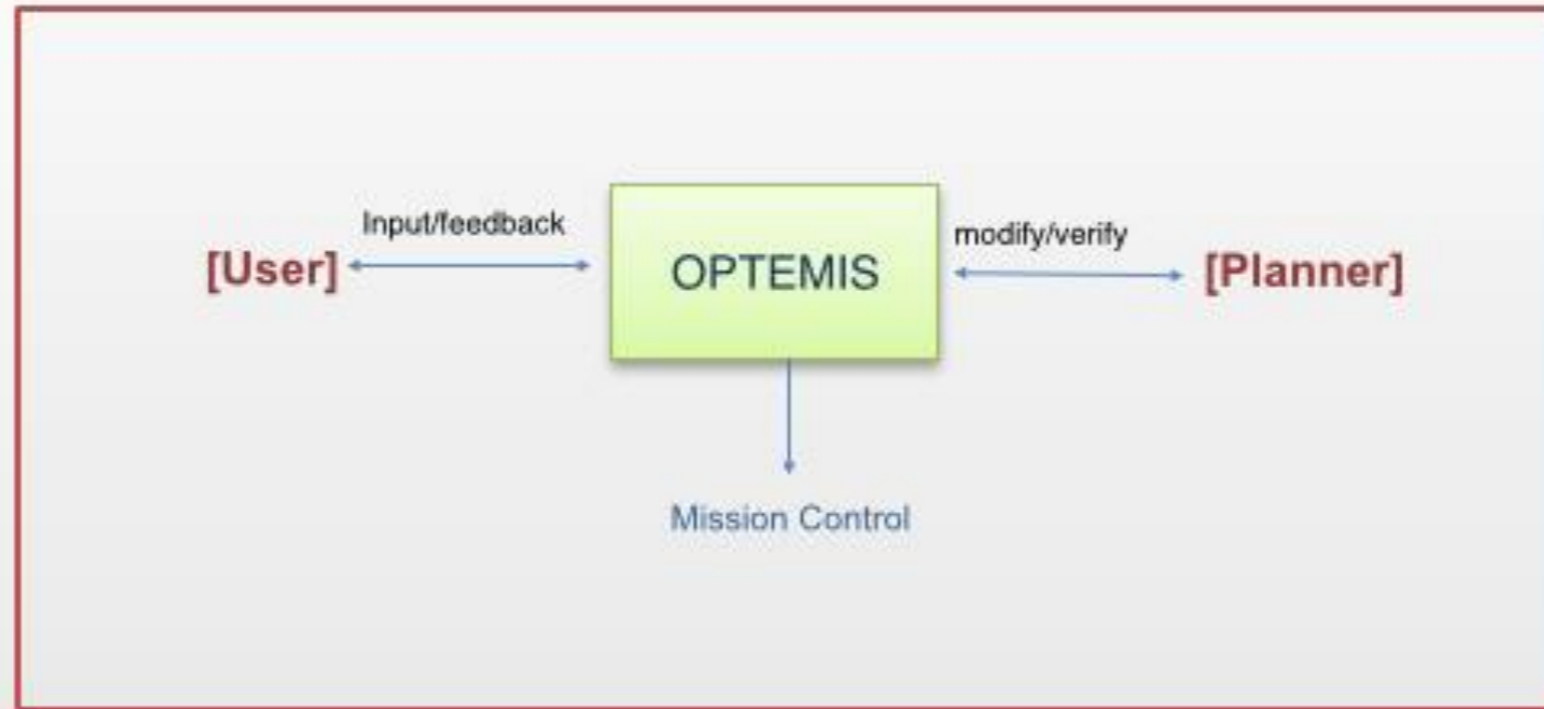 Input/feedback
modify/verify
[User]
OPTEMIS
[Planner]
Mission Control